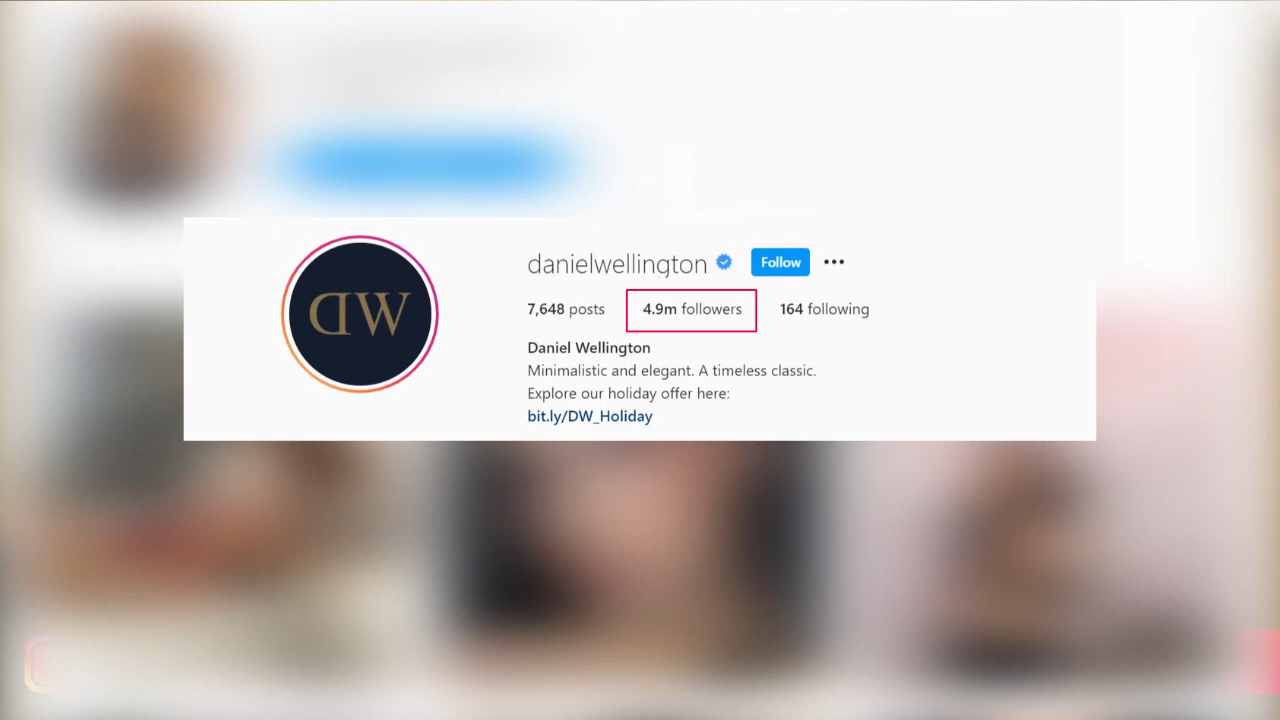 DW
danielwellington Follow
7,648 posts 4.9m followers 164 following
Daniel Wellington
Minimalistic and elegant. A timeless classic.
Explore our holiday offer here:
bit.ly/DW_Holiday